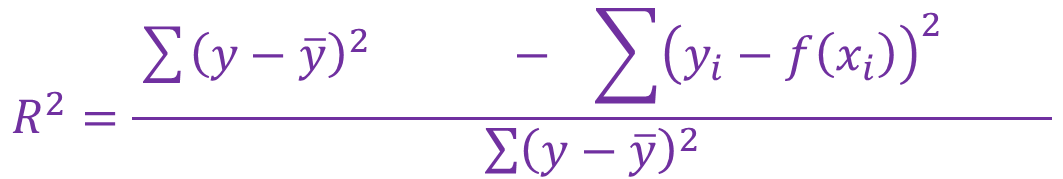 R² = (∑(y − ȳ)² − ∑(yᵢ − f(xᵢ))²) / ∑(y − ȳ)²